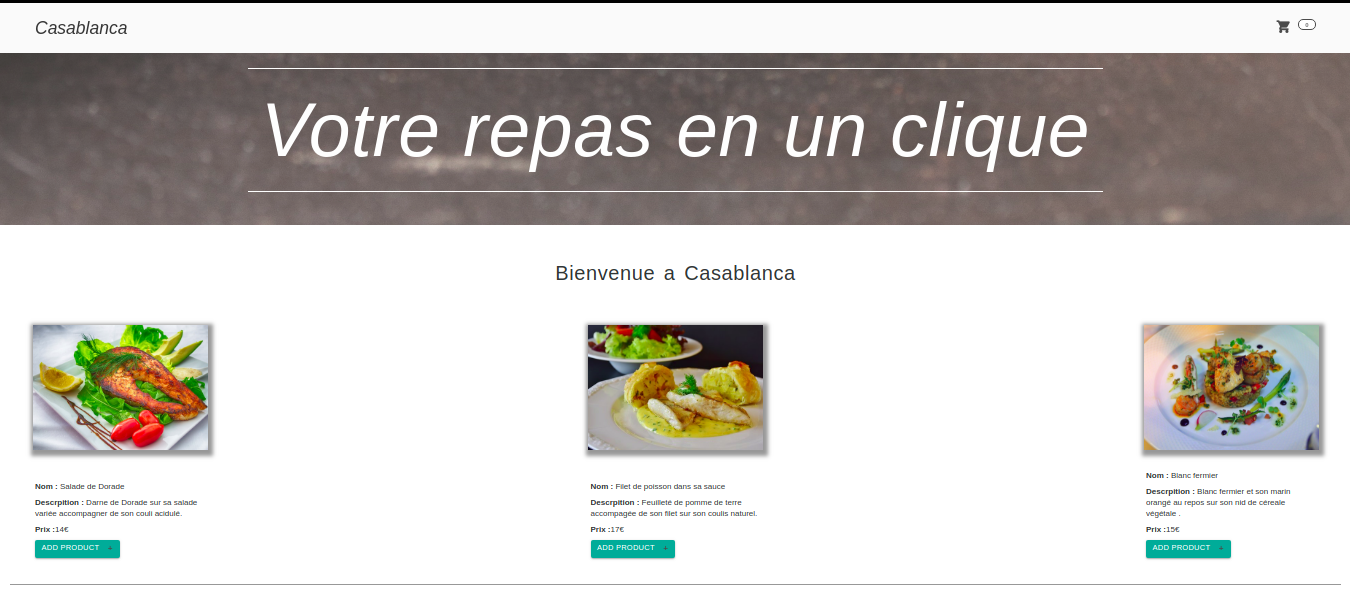 Casablanca
0
Votre repas en un clique
Bienvenue a Casablanca
Nom : Salade de Dorade
Descrpition : Darne de Dorade sur sa salade
variée accompagner de son couli acidulé.
Prix :14€
ADD PRODUCT +
Nom : Filet de poisson dans sa sauce
Descrpition : Feuilleté de pomme de terre
accompagée de son filet sur son coulis naturel.
Prix :17€
ADD PRODUCT +
Nom : Blanc fermier
Descrpition : Blanc fermier et son marin
orangé au repos sur son nid de céreale
végétale .
Prix :15€
ADD PRODUCT +